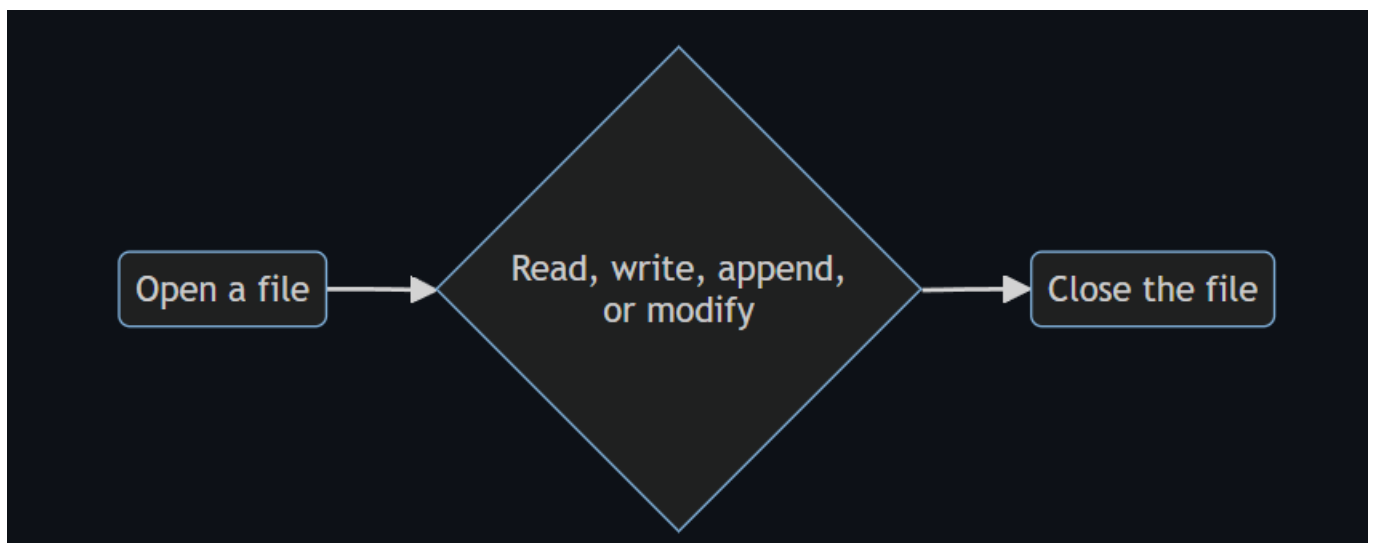 Open a file
Read, write, append,
or modify
Close the file